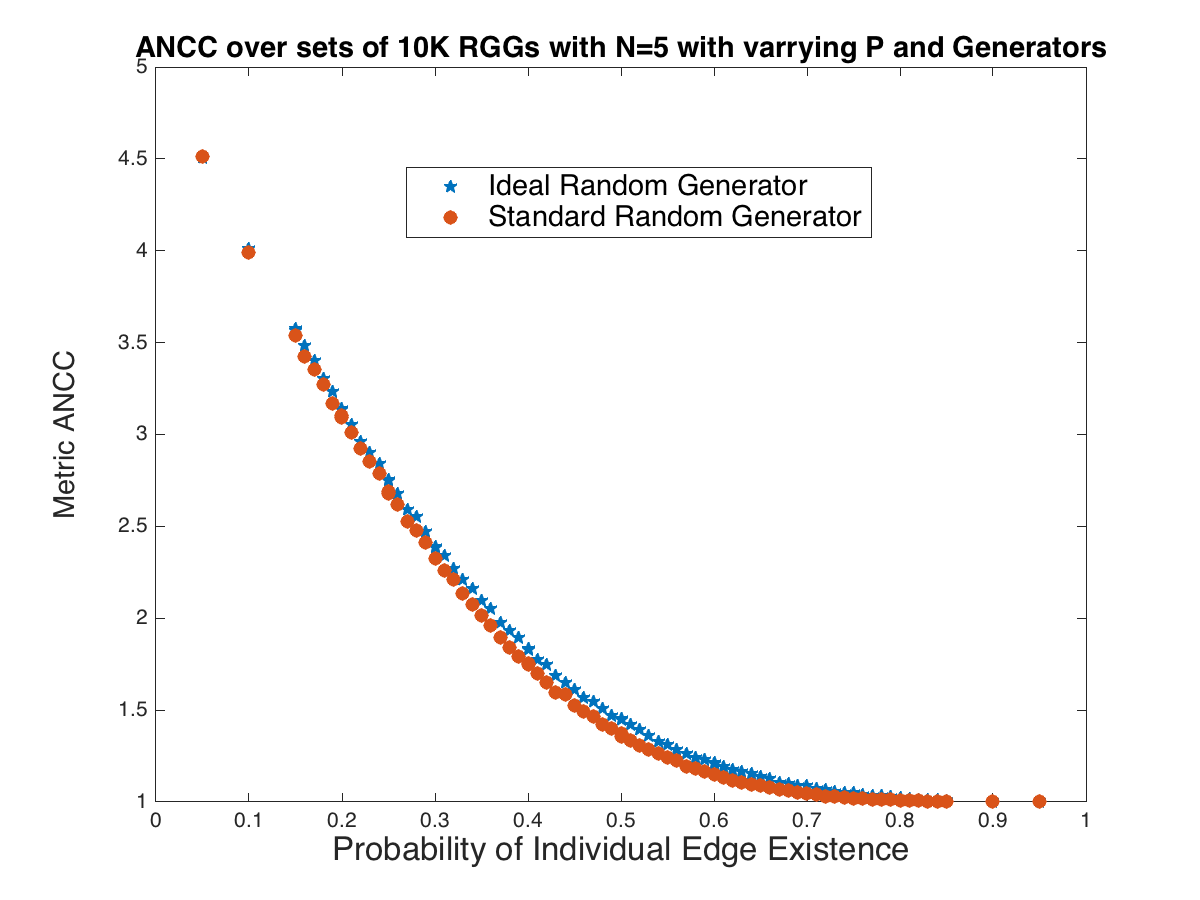 ANCC over sets of 10K RGGs with N=5 with varrying P and Generators
5
4.5
4
3.5
3
2.5
2
1.5
1
Metric ANCC
Ideal Random Generator
Standard Random Generator
0 0.1 0.2 0.3 0.4 0.5 0.6 0.7 0.8 0.9 1
Probability of Individual Edge Existence